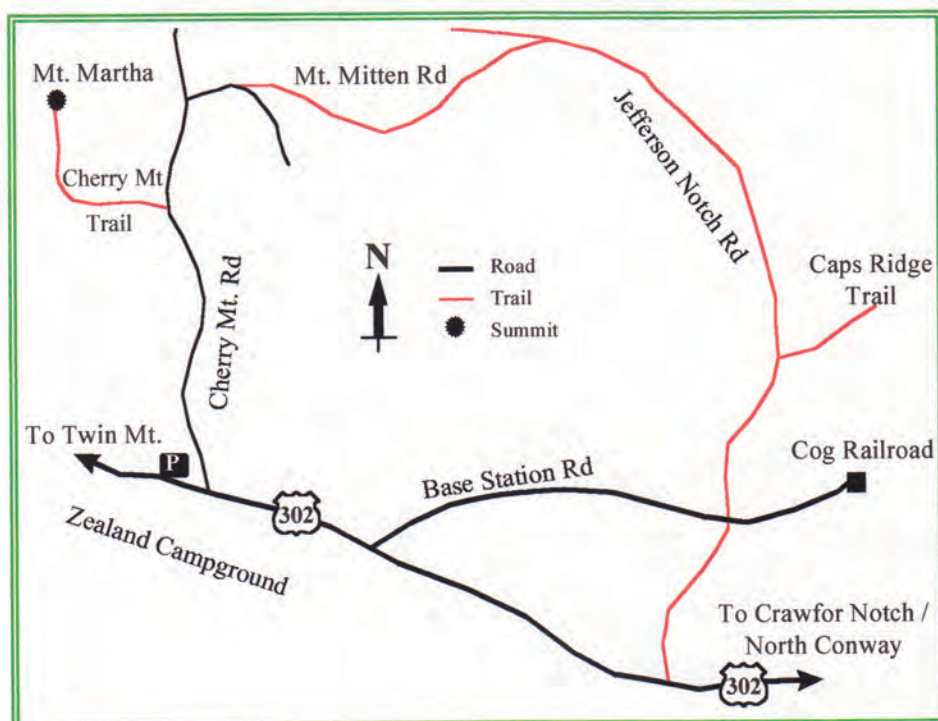 Mt. Martha
Mt. Mitten Rd
Jefferson Notch Rd
Cherry Mt
Trail
Cherry Mt. Rd
N
Road
Trail
Summit
Caps Ridge
Trail
To Twin Mt.
P
Base Station Rd
Cog Railroad
302
Zealand Campground
To Crawfor Notch /
North Conway
302